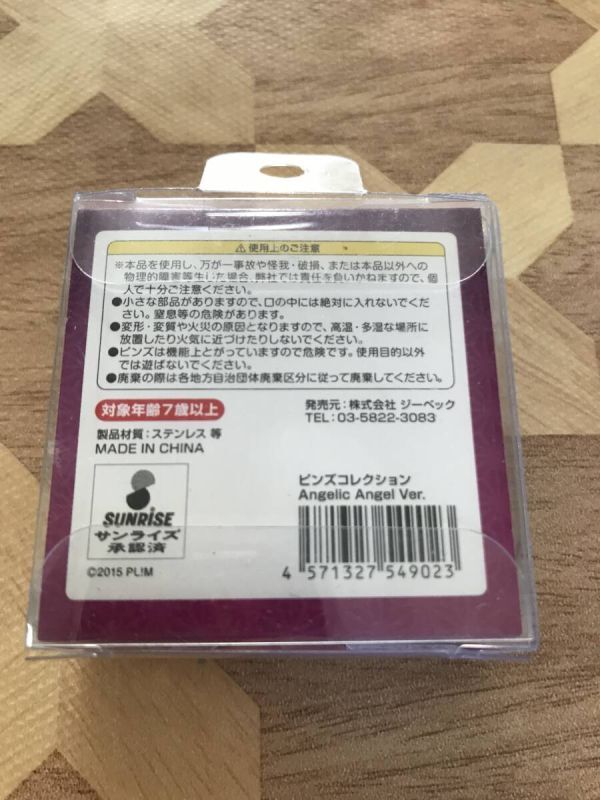 ⚠使用上のご注意
※本品を使用し、万が一事故や怪我・破損、または本品以外への
物理的障害等生じた場合、弊社では責任を負いかねますので、個
人で十分ご注意ください。
●小さな部品がありますので、口の中には絶対に入れないでくだ
さい。窒息等の危険があります。
●変形・変質や火災の原因となりますので、高温・多湿な場所に
放置したり火気に近づけたりしないでください。
●ピンズは機能上とがっていますので危険です。使用目的以外
では遊ばないでください。
●廃棄の際は各地方自治団体廃棄区分に従って廃棄してください。
対象年齢7歳以上
製品材質：ステンレス 等
MADE IN CHINA
発売元：株式会社 ジーベック
TEL：03-5822-3083
SUNRISE
サンライズ
承認済
©2015 PL!M
ピンズコレクション
Angelic Angel Ver.
4 571327 549023